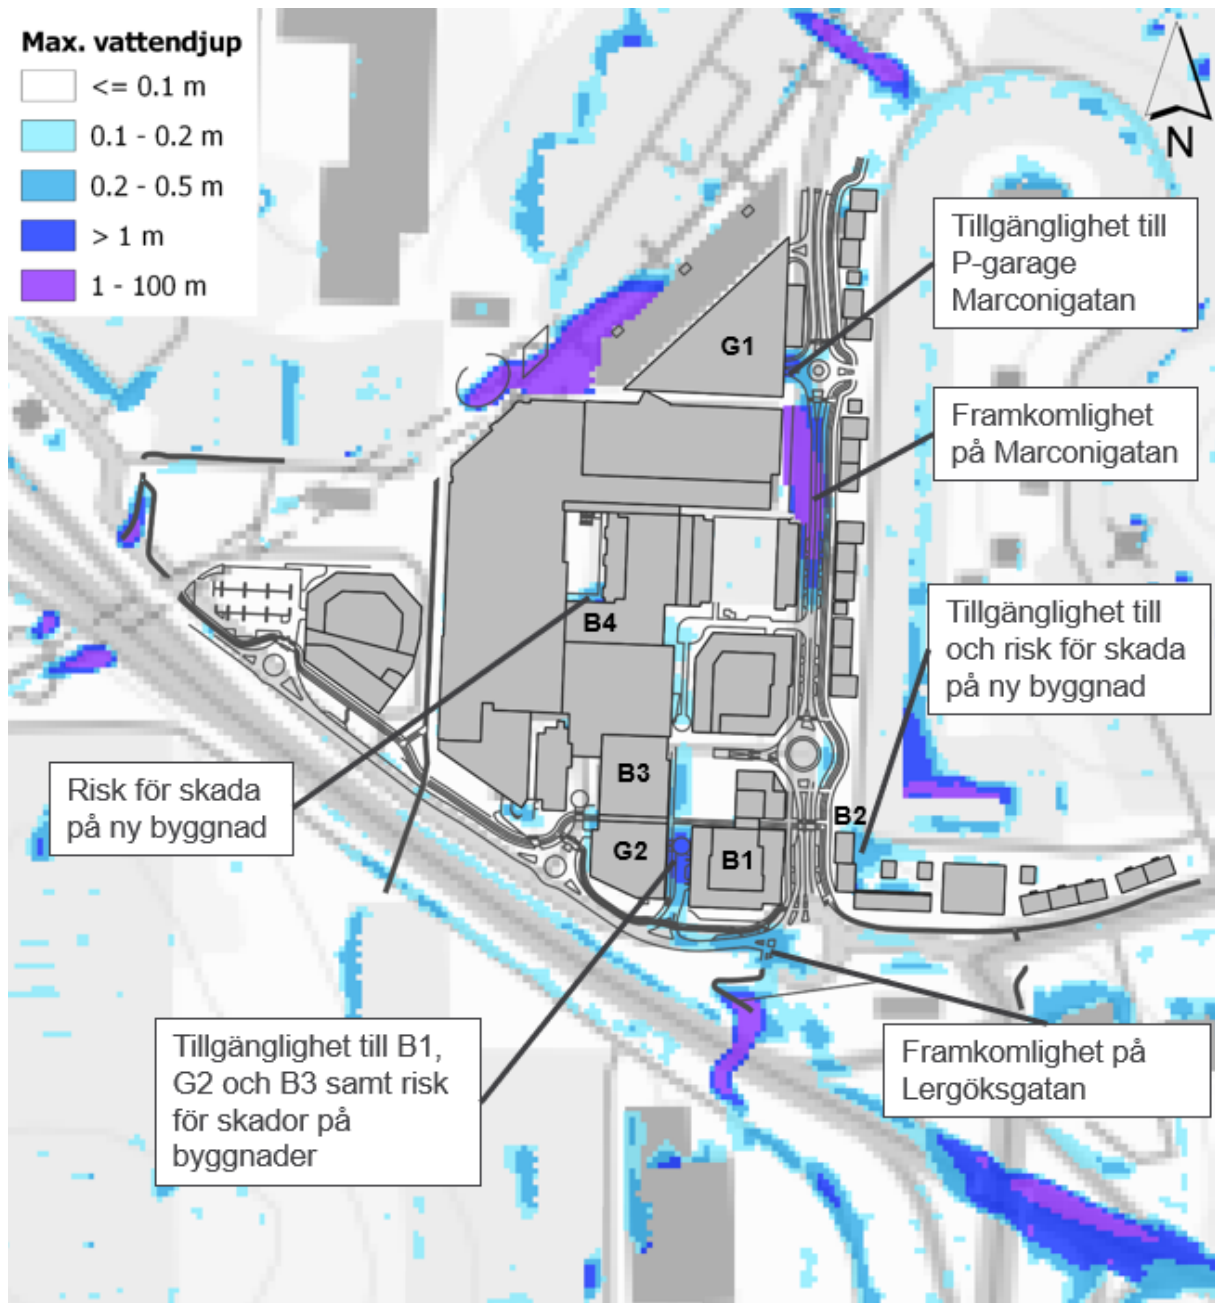 Max. vattendjup
<= 0.1 m
0.1 - 0.2 m
0.2 - 0.5 m
> 1 m
1 - 100 m
N
Tillgänglighet till
P-garage
Marconigatan
G1
Framkomlighet
på Marconigatan
Tillgänglighet till
och risk för skada
på ny byggnad
B4
Risk för skada
på ny byggnad
B3
B2
G2
B1
Tillgänglighet till B1,
G2 och B3 samt risk
för skador på
byggnader
Framkomlighet på
Lergöksgatan